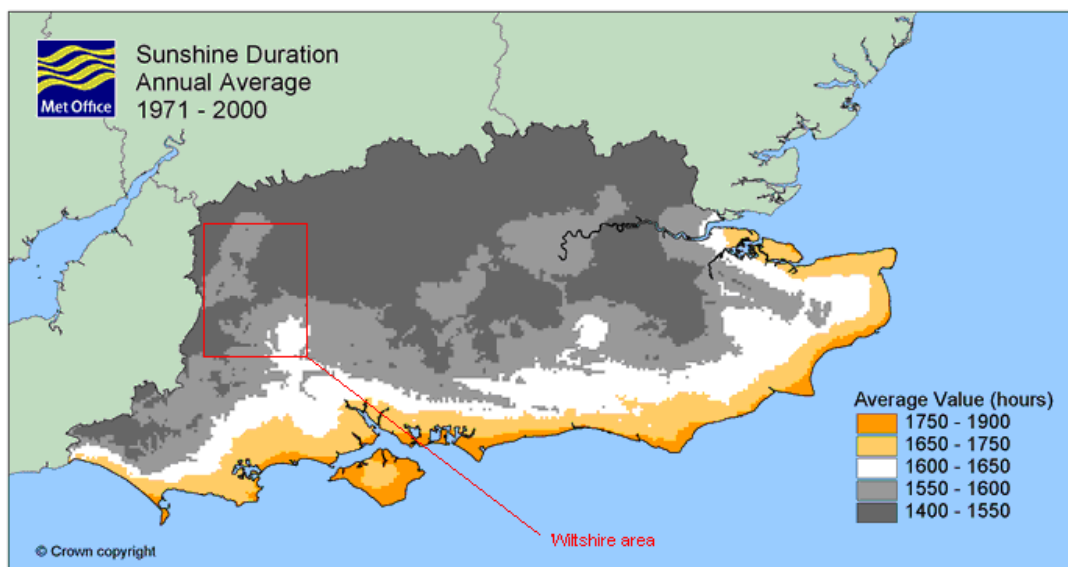 Met Office
Sunshine Duration
Annual Average
1971 - 2000
Average Value (hours)
1750 - 1900
1650 - 1750
1600 - 1650
1550 - 1600
1400 - 1550
Wiltshire area
© Crown copyright